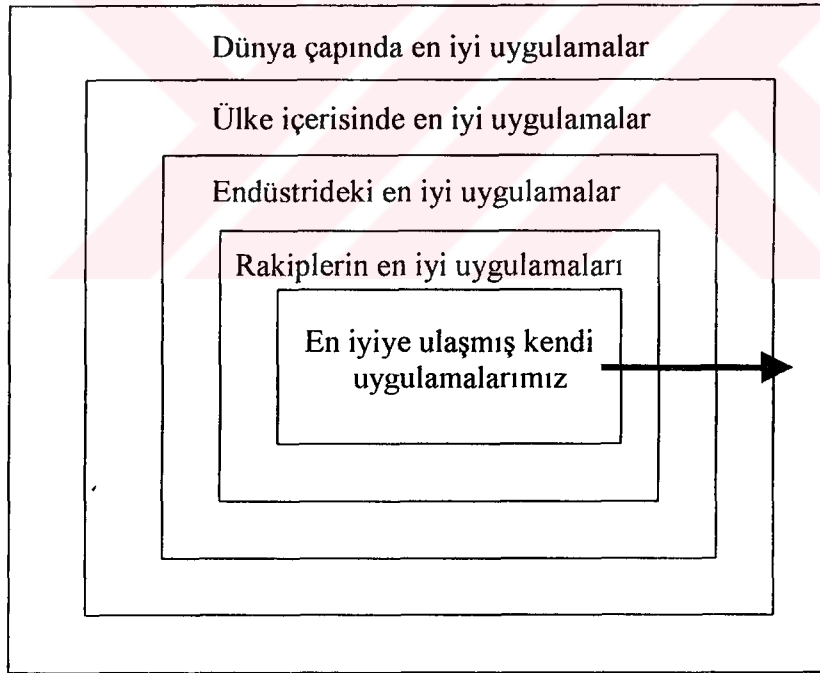 Dünya çapında en iyi uygulamalar
Ülke içerisinde en iyi uygulamalar
Endüstrideki en iyi uygulamalar
Rakiplerin en iyi uygulamaları
En iyiye ulaşmış kendi
uygulamalarımız